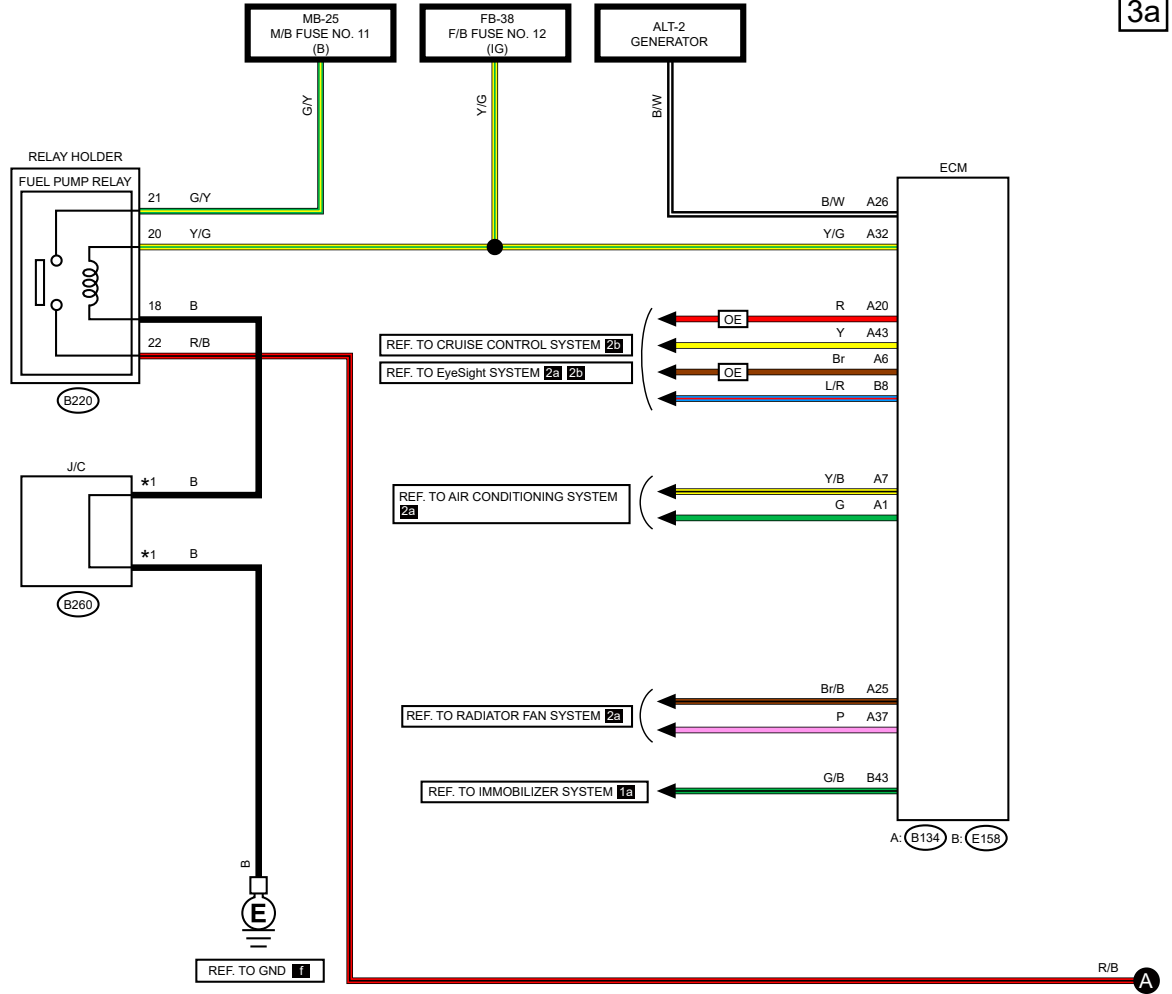 3a
MB-25
M/B FUSE NO. 11
(B)
FB-38
F/B FUSE NO. 12
(IG)
ALT-2
GENERATOR
G/Y
Y/G
B/W
RELAY HOLDER
FUEL PUMP RELAY
ECM
21 G/Y
B/W A26
20 Y/G
Y/G A32
18 B
R A20
OE
22 R/B
REF. TO CRUISE CONTROL SYSTEM 2b
Y A43
REF. TO EyeSight SYSTEM 2a 2b
Br A6
OE
L/R B8
B220
J/C
*1 B
REF. TO AIR CONDITIONING SYSTEM
2a
Y/B A7
G A1
*1 B
B260
Br/B A25
REF. TO RADIATOR FAN SYSTEM 2a
P A37
G/B B43
REF. TO IMMOBILIZER SYSTEM 1a
A: B134 B: E158
B
E
REF. TO GND f
R/B
A